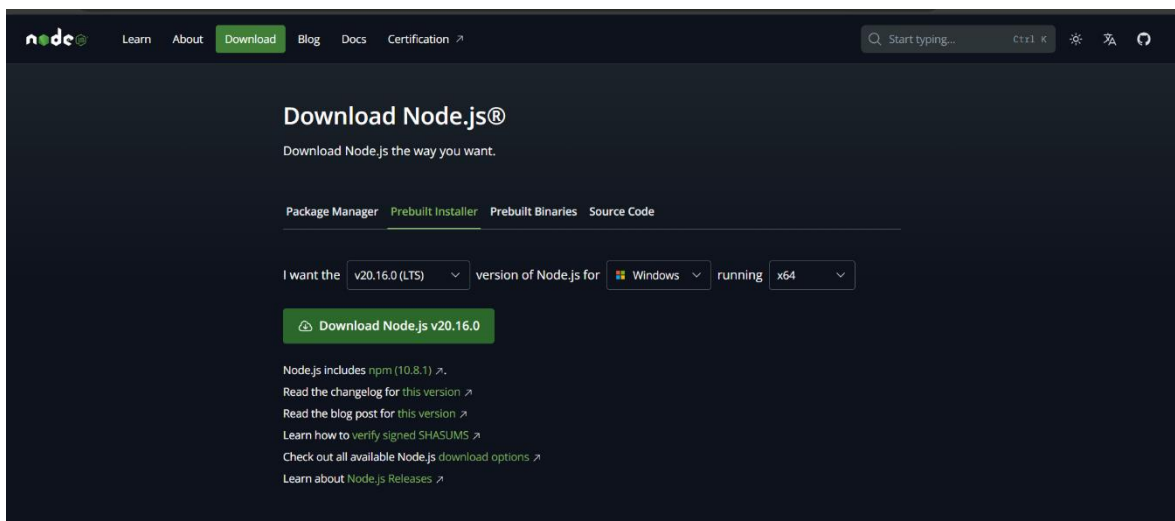 node
Learn About Download Blog Docs Certification ↗ Start typing... Ctrl K
Download Node.js®
Download Node.js the way you want.
Package Manager Prebuilt Installer Prebuilt Binaries Source Code
I want the v20.16.0 (LTS) version of Node.js for Windows running x64
Download Node.js v20.16.0
Node.js includes npm (10.8.1) ↗.
Read the changelog for this version ↗
Read the blog post for this version ↗
Learn how to verify signed SHASUMS ↗
Check out all available Node.js download options ↗
Learn about Node.js Releases ↗